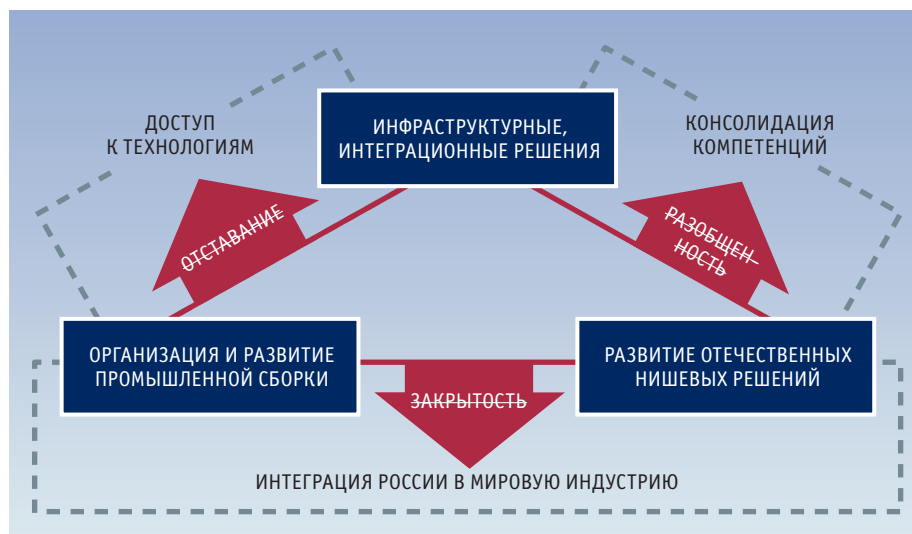 ДОСТУП
К ТЕХНОЛОГИЯМ
ИНФРАСТРУКТУРНЫЕ,
ИНТЕГРАЦИОННЫЕ РЕШЕНИЯ
КОНСОЛИДАЦИЯ
КОМПЕТЕНЦИЙ
ОТСТАВАНИЕ
РАЗОБЩЕН-
НОСТЬ
ОРГАНИЗАЦИЯ И РАЗВИТИЕ
ПРОМЫШЛЕННОЙ СБОРКИ
РАЗВИТИЕ ОТЕЧЕСТВЕННЫХ
НИШЕВЫХ РЕШЕНИЙ
ЗАКРЫТОСТЬ
ИНТЕГРАЦИЯ РОССИИ В МИРОВУЮ ИНДУСТРИЮ